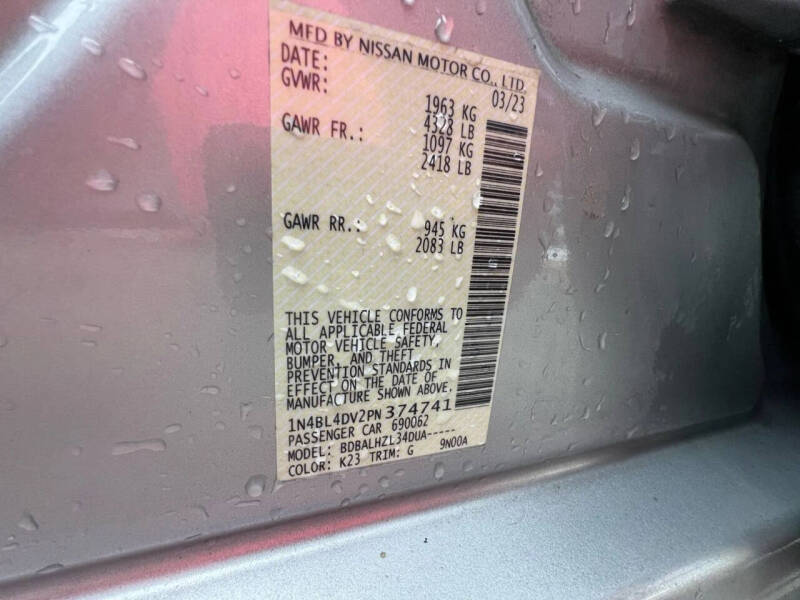 MFD BY NISSAN MOTOR CO., LTD.
DATE: 03/23
GVWR: 1963 KG
4328 LB
GAWR FR.: 1097 KG
2418 LB
GAWR RR.: 945 KG
2083 LB
THIS VEHICLE CONFORMS TO
ALL APPLICABLE FEDERAL
MOTOR VEHICLE SAFETY,
BUMPER, AND THEFT
PREVENTION STANDARDS IN
EFFECT ON THE DATE OF
MANUFACTURE SHOWN ABOVE.
1N4BL4DV2PN374741
PASSENGER CAR 690062
MODEL: BDBALHZL34DUA-----
COLOR: K23 TRIM: G 9N00A